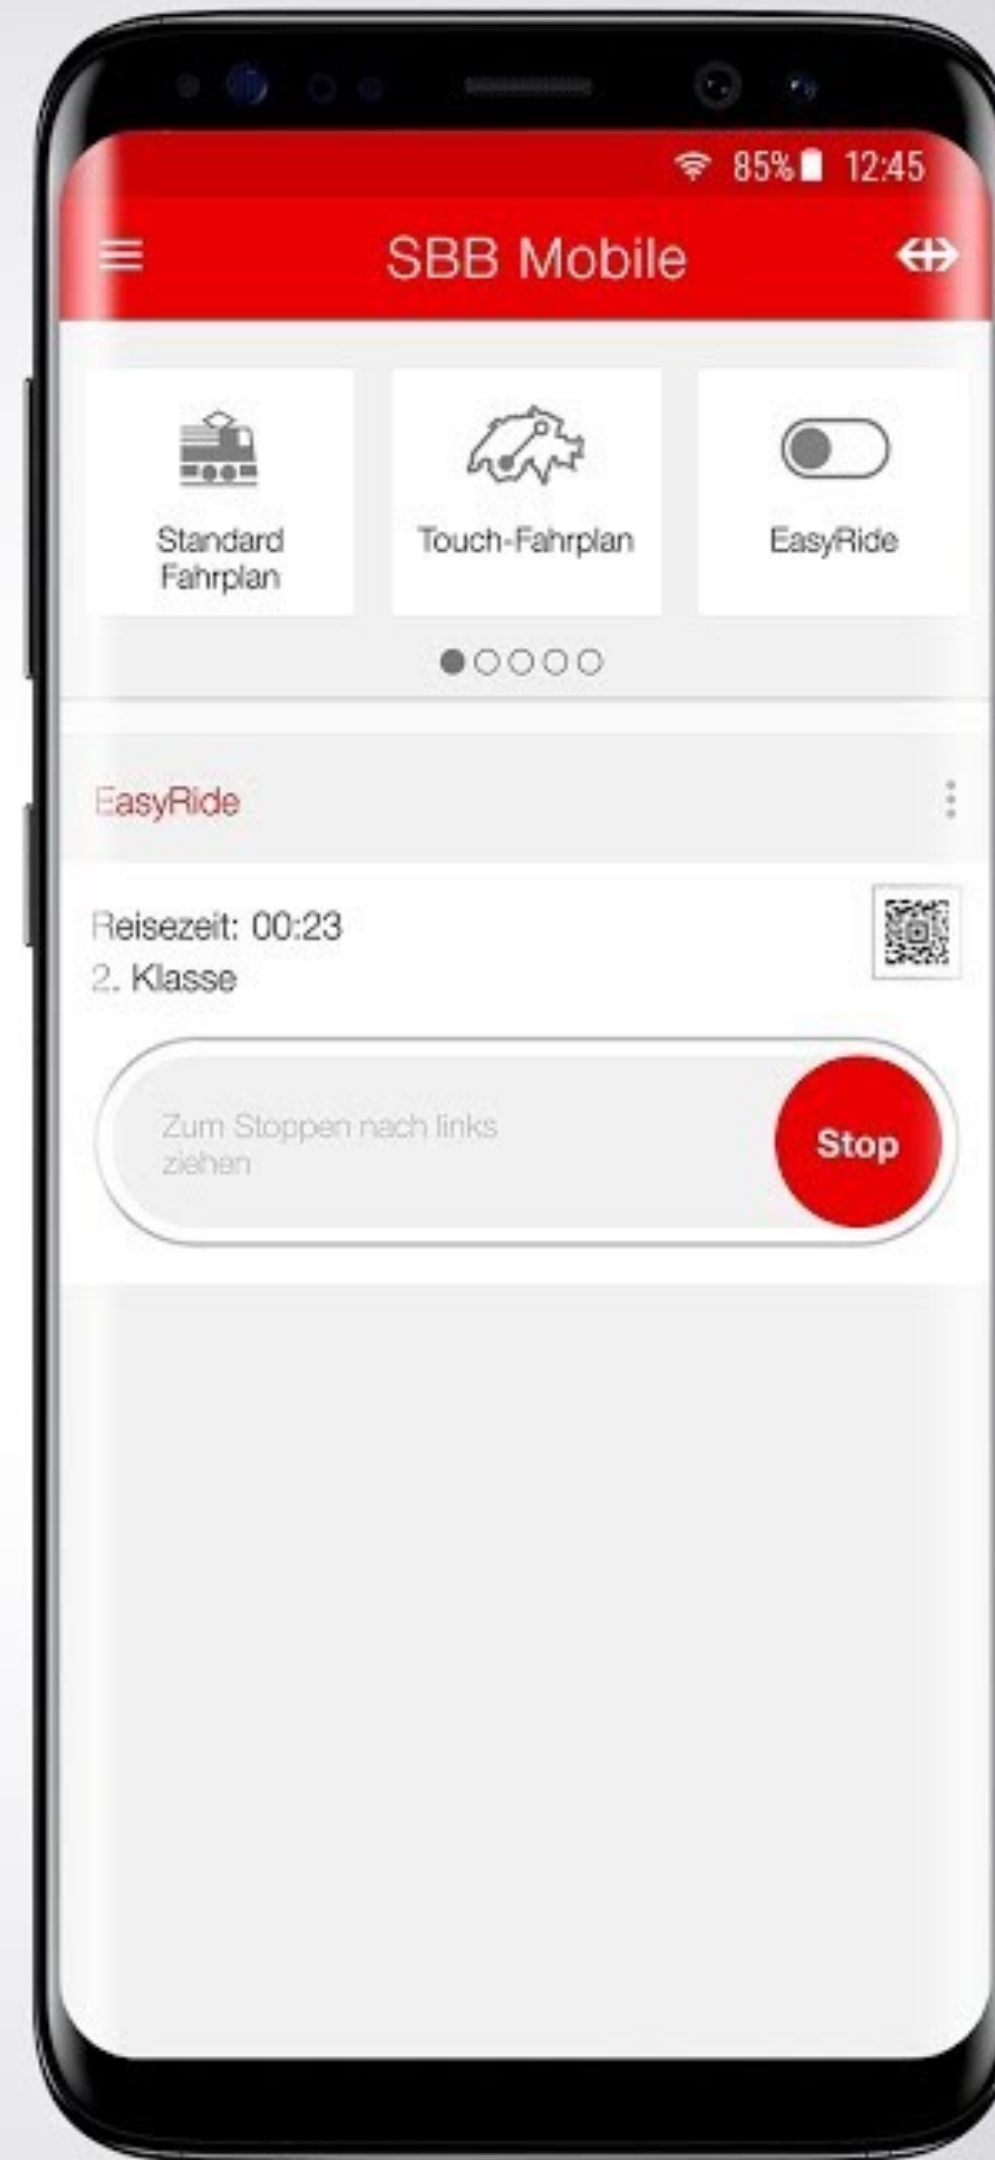 85% 12:45
SBB Mobile
Standard
Fahrplan
Touch-Fahrplan
EasyRide
EasyRide
Reisezeit: 00:23
2. Klasse
Zum Stoppen nach links
ziehen
Stop